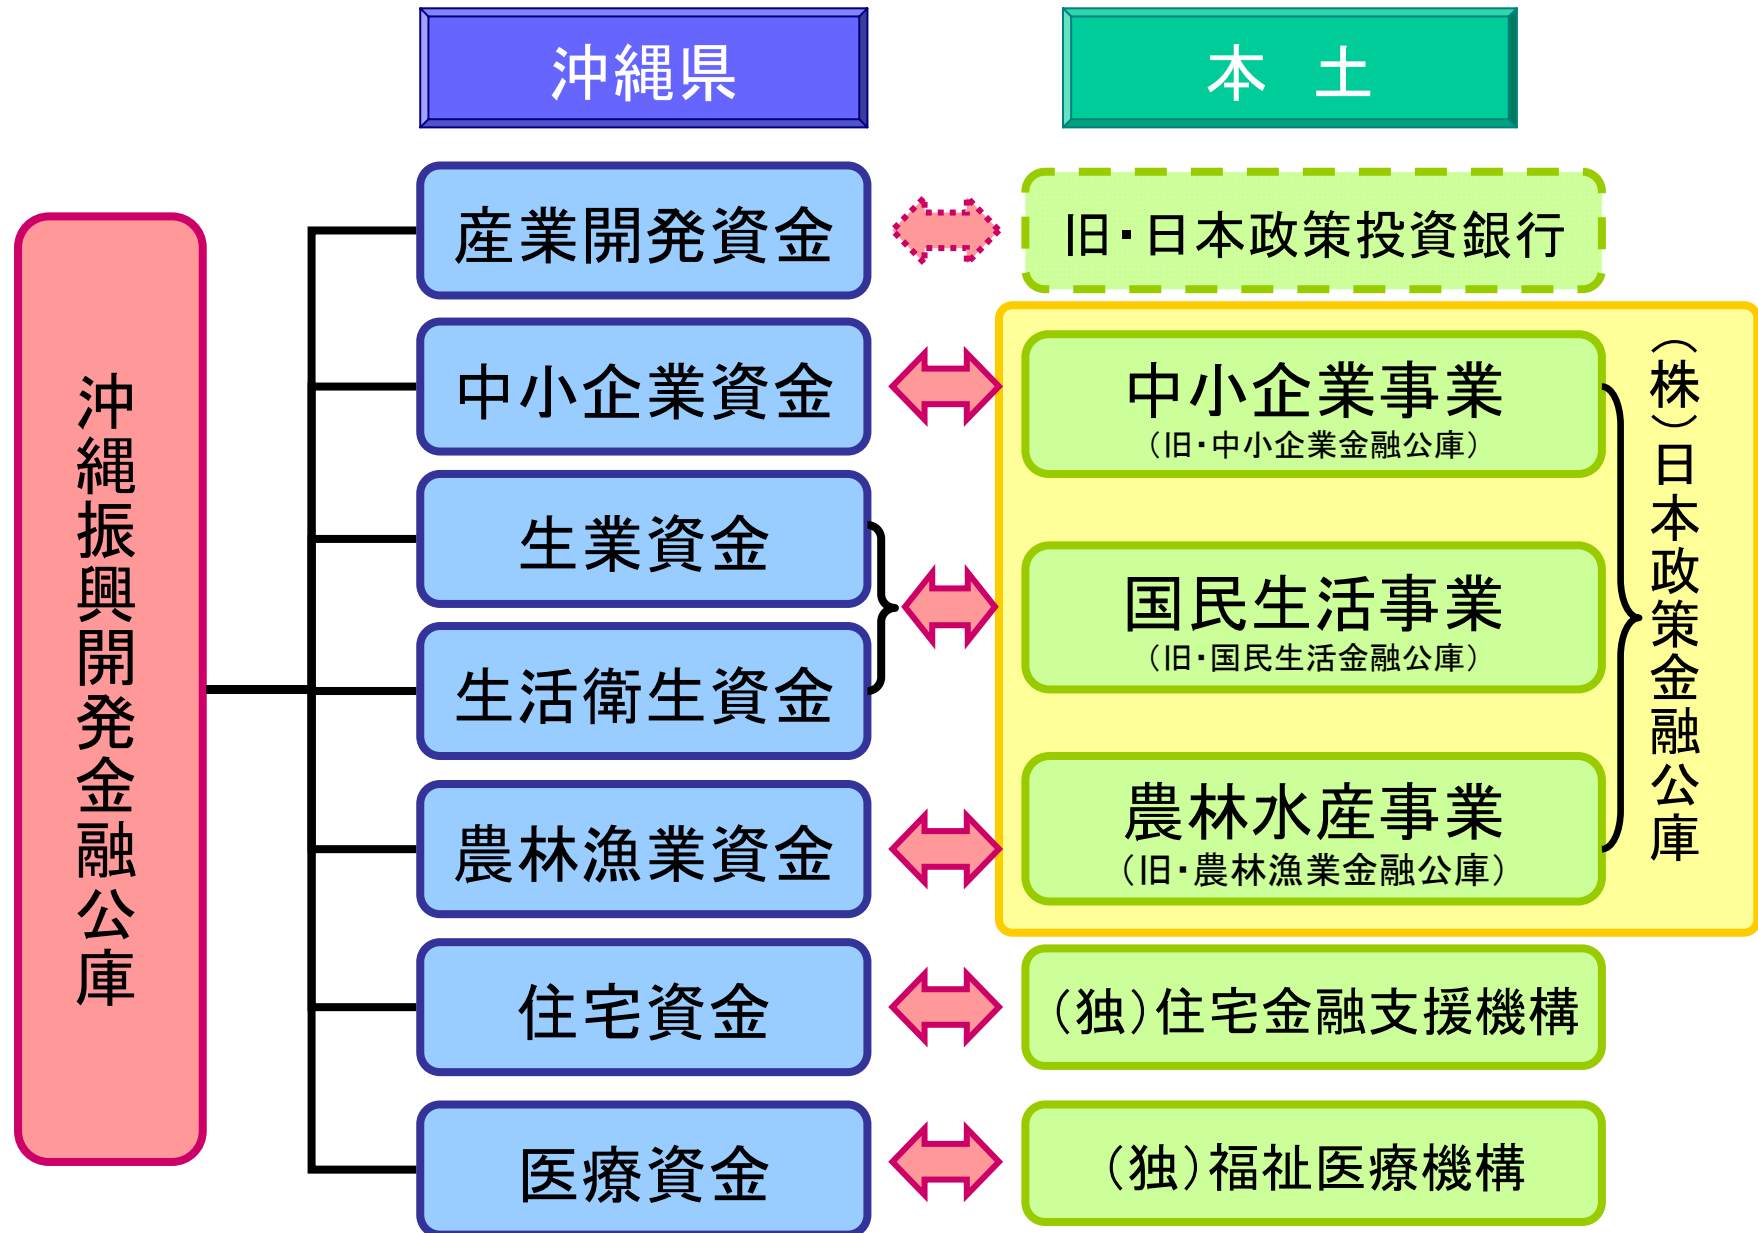 沖縄県
本　土
沖縄振興開発金融公庫
産業開発資金
旧・日本政策投資銀行
中小企業資金
中小企業事業
（旧・中小企業金融公庫）
生業資金
生活衛生資金
国民生活事業
（旧・国民生活金融公庫）
農林漁業資金
農林水産事業
（旧・農林漁業金融公庫）
（株）日本政策金融公庫
住宅資金
（独）住宅金融支援機構
医療資金
（独）福祉医療機構